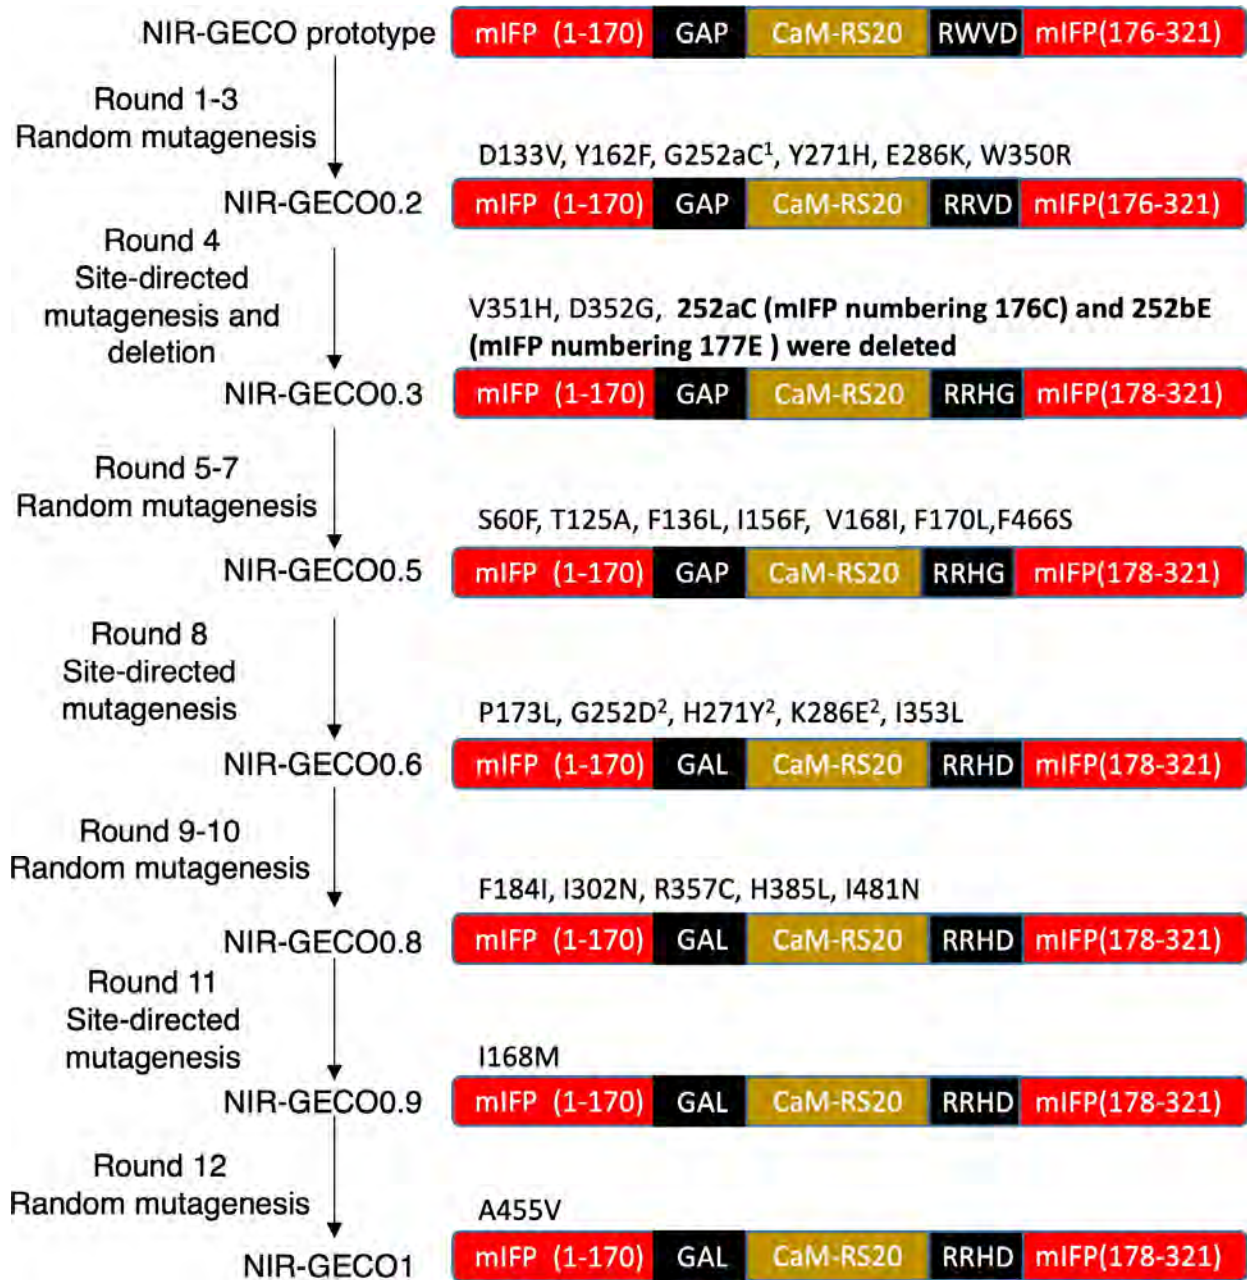 NIR-GECO prototype
mIFP (1-170) GAP CaM-RS20 RWVD mIFP(176-321)
Round 1-3
Random mutagenesis
D133V, Y162F, G252aC¹, Y271H, E286K, W350R
NIR-GECO0.2
mIFP (1-170) GAP CaM-RS20 RRVD mIFP(176-321)
Round 4
Site-directed
mutagenesis and
deletion
V351H, D352G, 252aC (mIFP numbering 176C) and 252bE
(mIFP numbering 177E ) were deleted
NIR-GECO0.3
mIFP (1-170) GAP CaM-RS20 RRHG mIFP(178-321)
Round 5-7
Random mutagenesis
S60F, T125A, F136L, I156F, V168I, F170L,F466S
NIR-GECO0.5
mIFP (1-170) GAP CaM-RS20 RRHG mIFP(178-321)
Round 8
Site-directed
mutagenesis
P173L, G252D², H271Y², K286E², I353L
NIR-GECO0.6
mIFP (1-170) GAL CaM-RS20 RRHD mIFP(178-321)
Round 9-10
Random mutagenesis
F184I, I302N, R357C, H385L, I481N
NIR-GECO0.8
mIFP (1-170) GAL CaM-RS20 RRHD mIFP(178-321)
Round 11
Site-directed
mutagenesis
I168M
NIR-GECO0.9
mIFP (1-170) GAL CaM-RS20 RRHD mIFP(178-321)
Round 12
Random mutagenesis
A455V
NIR-GECO1
mIFP (1-170) GAL CaM-RS20 RRHD mIFP(178-321)